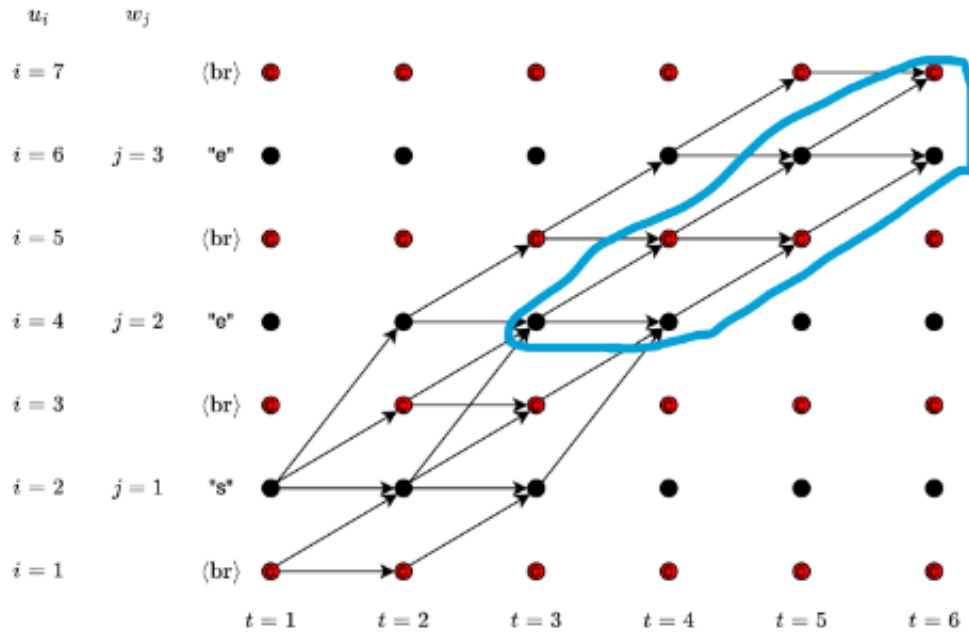 u_i w_j
i = 7 ⟨br⟩
i = 6 j = 3 "e"
i = 5 ⟨br⟩
i = 4 j = 2 "e"
i = 3 ⟨br⟩
i = 2 j = 1 "s"
i = 1 ⟨br⟩
t = 1 t = 2 t = 3 t = 4 t = 5 t = 6